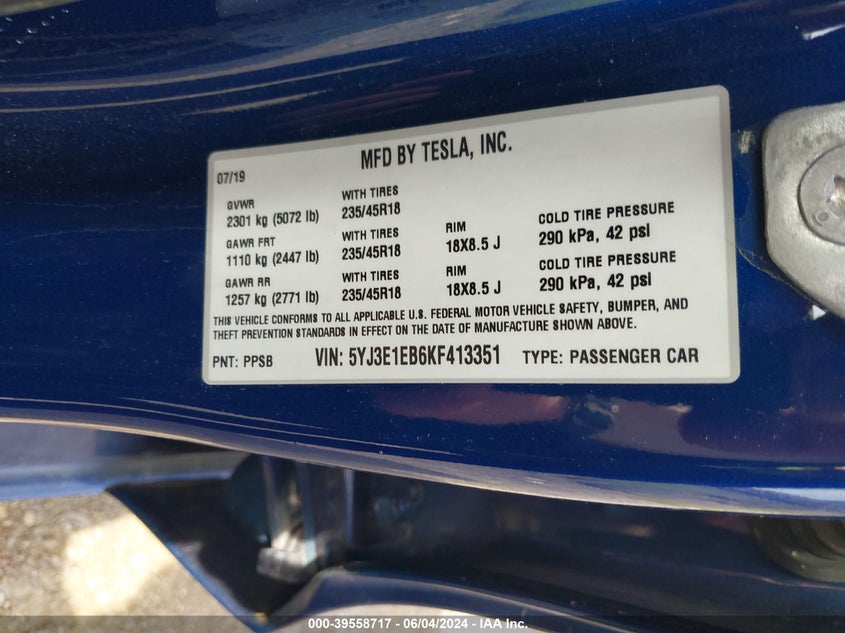 MFD BY TESLA, INC.
07/19
GVWR
2301 kg (5072 lb)
WITH TIRES
235/45R18
GAWR FRT
1110 kg (2447 lb)
WITH TIRES
235/45R18
RIM
18X8.5 J
COLD TIRE PRESSURE
290 kPa, 42 psi
GAWR RR
1257 kg (2771 lb)
WITH TIRES
235/45R18
RIM
18X8.5 J
COLD TIRE PRESSURE
290 kPa, 42 psi
THIS VEHICLE CONFORMS TO ALL APPLICABLE U.S. FEDERAL MOTOR VEHICLE SAFETY, BUMPER, AND
THEFT PREVENTION STANDARDS IN EFFECT ON THE DATE OF MANUFACTURE SHOWN ABOVE.
PNT: PPSB VIN: 5YJ3E1EB6KF413351 TYPE: PASSENGER CAR
000-39558717 - 06/04/2024 - IAA Inc.